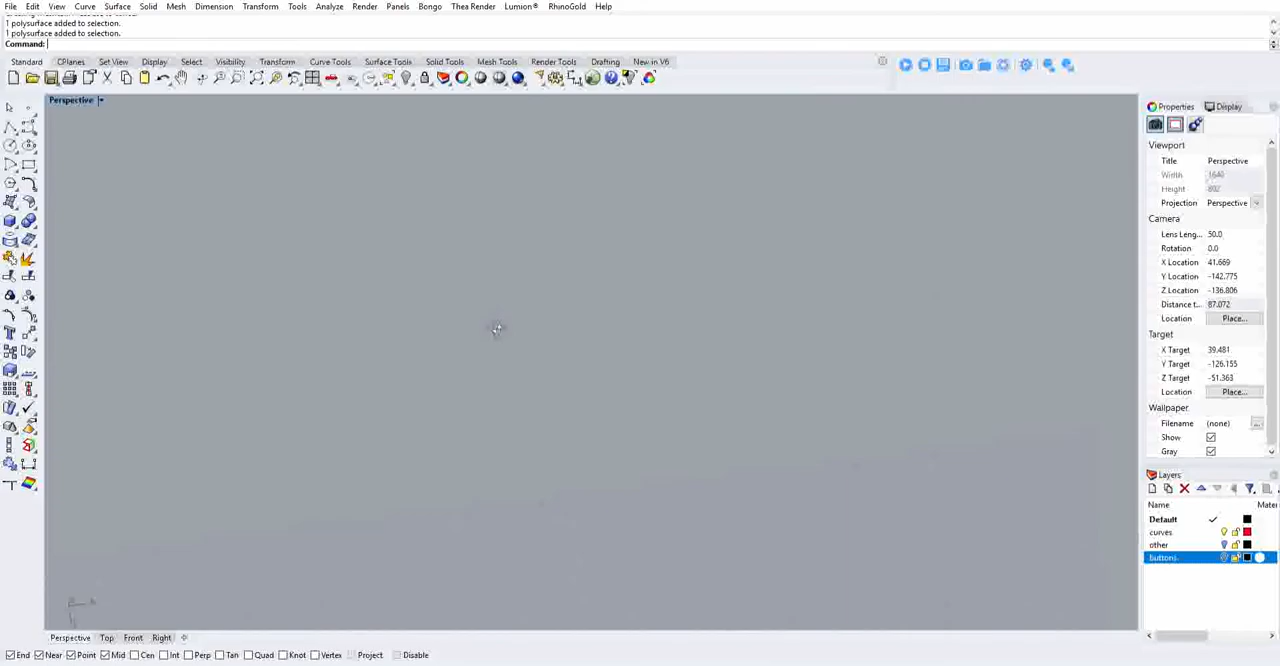 File Edit View Curve Surface Solid Mesh Dimension Transform Tools Analyze Render Panels Bongo Thea Render Lumion® RhinoGold Help
1 polysurface added to selection.
1 polysurface added to selection.
Command:
Standard CPlanes Set View Display Select Viewport Layout Visibility Transform Curve Tools Surface Tools Solid Tools Mesh Tools Render Tools Drafting New in V6
Perspective
Properties Display
Viewport
Title Perspective
Width 1640
Height 892
Projection Perspective
Camera
Lens Leng... 50.0
Rotation 0.0
X Location 41.669
Y Location -142.775
Z Location -136.806
Distance t... 87.072
Location Place...
Target
X Target 39.481
Y Target -126.155
Z Target -51.363
Location Place...
Wallpaper
Filename (none) ...
Show
Gray
Layers
Name Mater
Default
curves
other
buttons
Perspective Top Front Right
End Near Point Mid Cen Int Perp Tan Quad Knot Vertex Project Disable